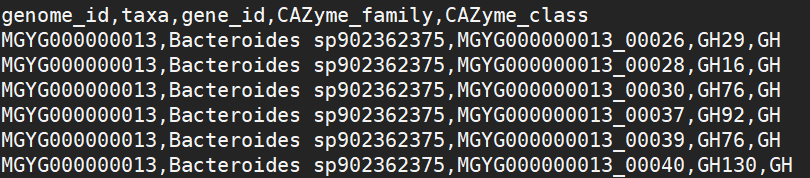 genome_id,taxa,gene_id,CAZyme_family,CAZyme_class
MGYG000000013,Bacteroides sp902362375,MGYG000000013_00026,GH29,GH
MGYG000000013,Bacteroides sp902362375,MGYG000000013_00028,GH16,GH
MGYG000000013,Bacteroides sp902362375,MGYG000000013_00030,GH76,GH
MGYG000000013,Bacteroides sp902362375,MGYG000000013_00037,GH92,GH
MGYG000000013,Bacteroides sp902362375,MGYG000000013_00039,GH76,GH
MGYG000000013,Bacteroides sp902362375,MGYG000000013_00040,GH130,GH